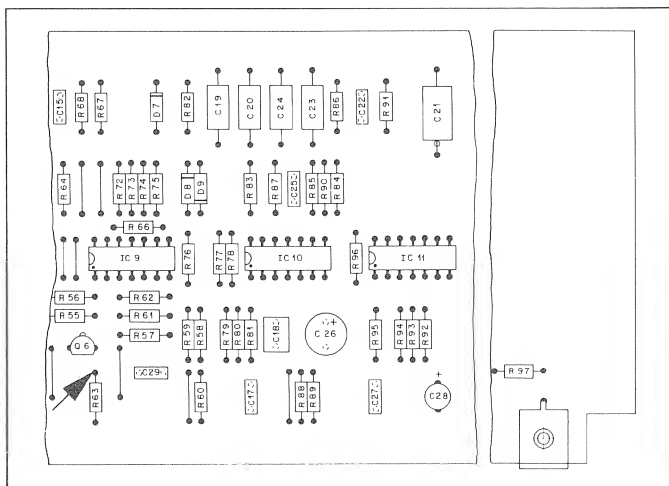 C15 R68 R67 D7 R82 C19 C20 C24 C23 R86 C22 R91 C21
R64 R72 R73 R74 R75 D8 D9 R83 R87 C25 R85 R90 R84
R66
IC 9 R76 R77 R78 IC 10 R96 IC 11
R56 R62
R55 R61 R59 R58 R79 R80 R81 C18 + C26 R95 R94 R93 R92
Q6 R57
C29 + R97
R63 R60 C17 R88 R89 C27 C28